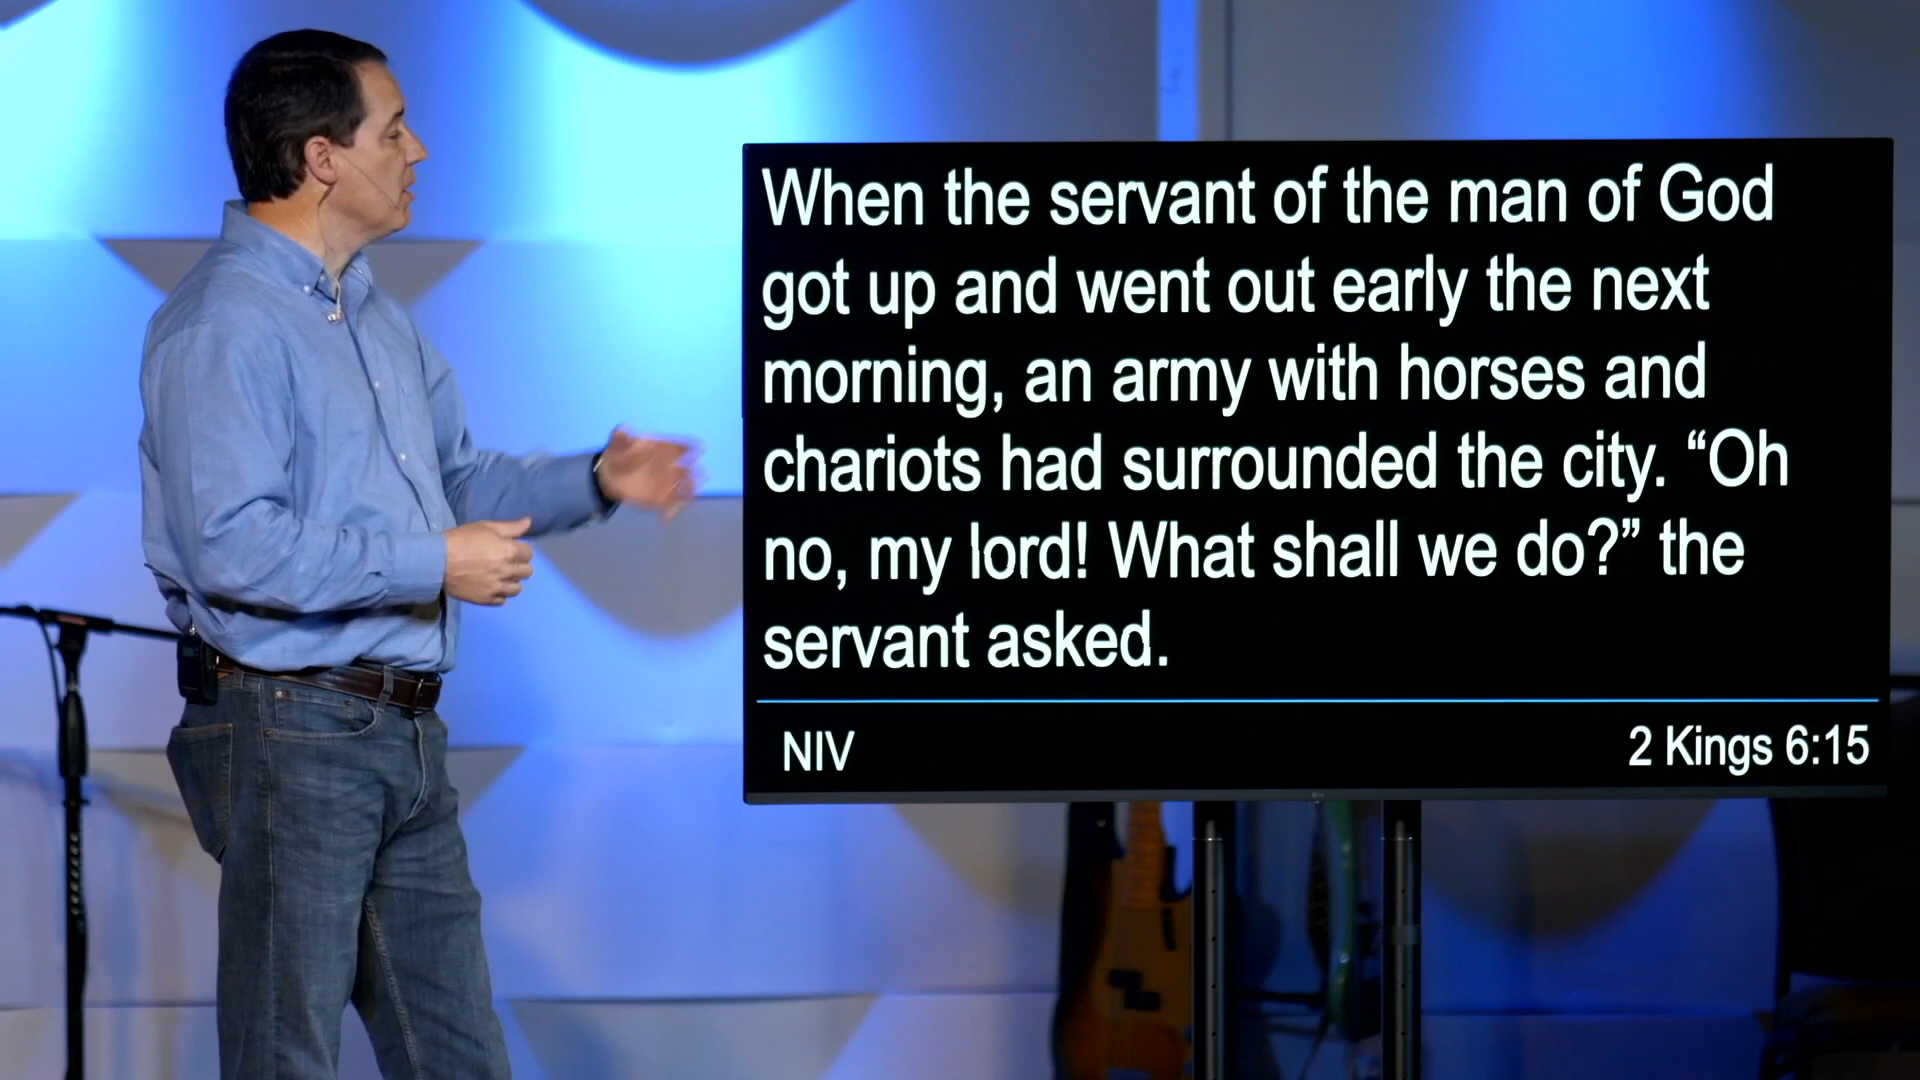 When the servant of the man of God
got up and went out early the next
morning, an army with horses and
chariots had surrounded the city. “Oh
no, my lord! What shall we do?” the
servant asked.
NIV
2 Kings 6:15